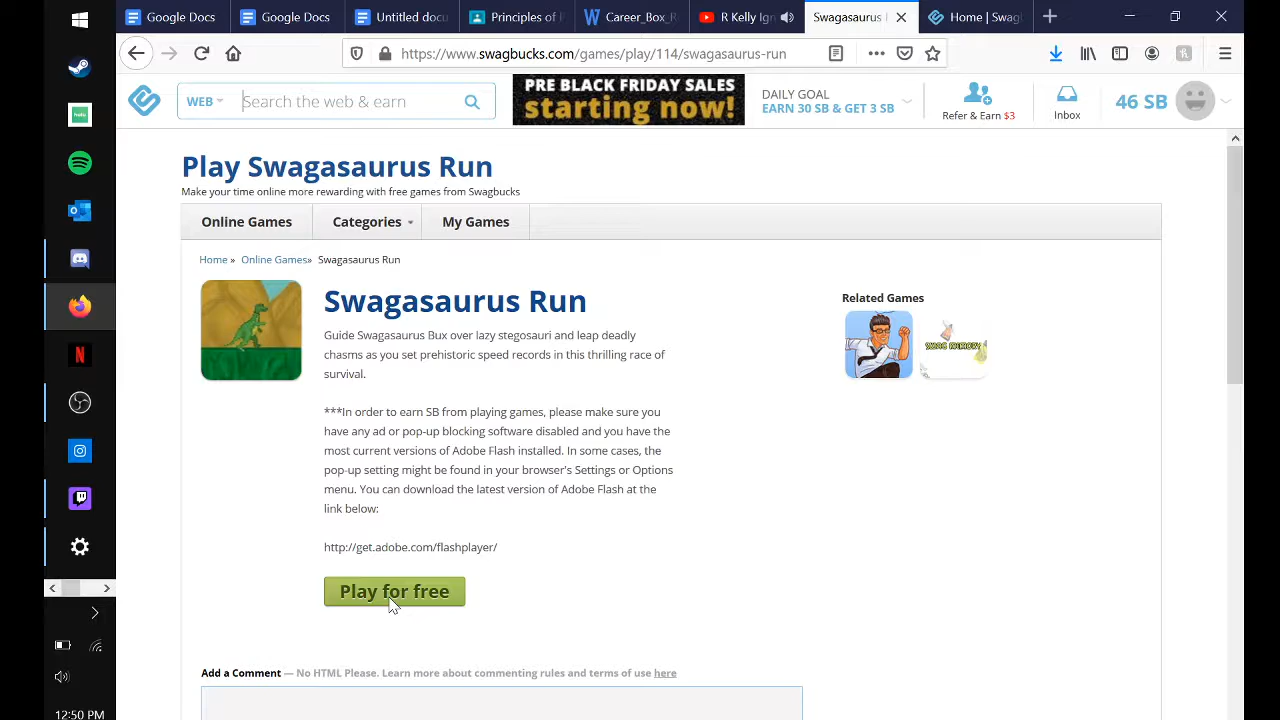 Google Docs
Google Docs
Untitled docu
Principles of F
Career_Box_R
R Kelly Ign
Swagasaurus
Home | Swag
https://www.swagbucks.com/games/play/114/swagasaurus-run
WEB
Search the web & earn
PRE BLACK FRIDAY SALES
starting now!
DAILY GOAL
EARN 30 SB & GET 3 SB
Refer & Earn $3
Inbox
46 SB
hulu
Play Swagasaurus Run
Make your time online more rewarding with free games from Swagbucks
Online Games
Categories
My Games
Home » Online Games» Swagasaurus Run
Swagasaurus Run
Guide Swagasaurus Bux over lazy stegosauri and leap deadly
chasms as you set prehistoric speed records in this thrilling race of
survival.
***In order to earn SB from playing games, please make sure you
have any ad or pop-up blocking software disabled and you have the
most current versions of Adobe Flash installed. In some cases, the
pop-up setting might be found in your browser's Settings or Options
menu. You can download the latest version of Adobe Flash at the
link below:
http://get.adobe.com/flashplayer/
Play for free
Related Games
Add a Comment — No HTML Please. Learn more about commenting rules and terms of use here
12:50 PM